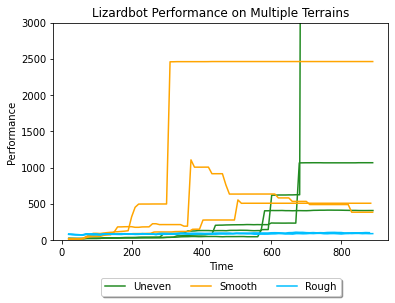 Lizardbot Performance on Multiple Terrains
3000
2500
2000
1500
1000
500
0
Performance
0 200 400 600 800
Time
Uneven Smooth Rough